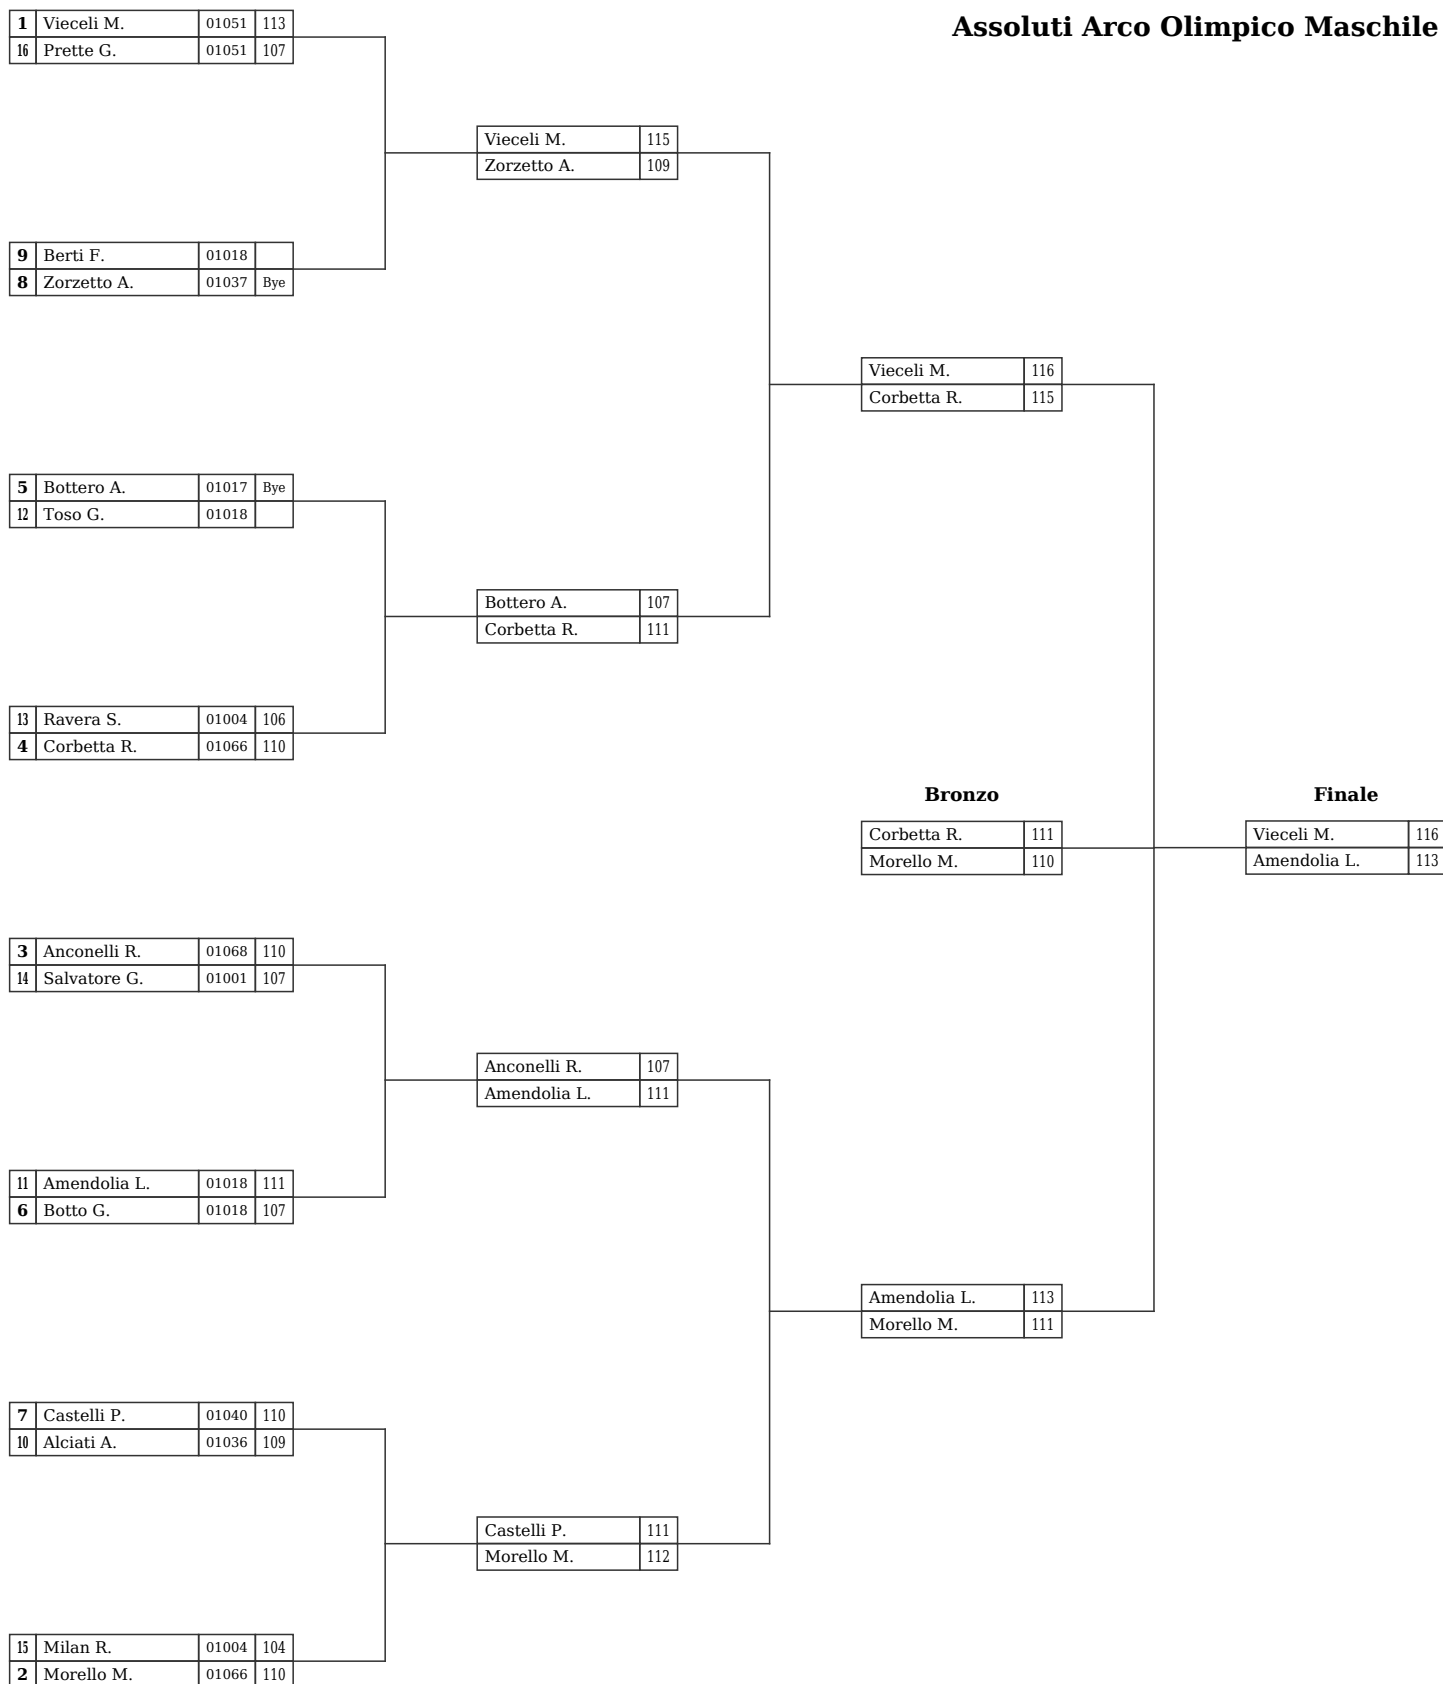 Assoluti Arco Olimpico Maschile
1 Vieceli M. 01051 113
16 Prette G. 01051 107
Vieceli M. 115
Zorzetto A. 109
9 Berti F. 01018
8 Zorzetto A. 01037 Bye
Vieceli M. 116
Corbetta R. 115
5 Bottero A. 01017 Bye
12 Toso G. 01018
Bottero A. 107
Corbetta R. 111
13 Ravera S. 01004 106
4 Corbetta R. 01066 110
Bronzo
Corbetta R. 111
Morello M. 110
Finale
Vieceli M. 116
Amendolia L. 113
3 Anconelli R. 01068 110
14 Salvatore G. 01001 107
Anconelli R. 107
Amendolia L. 111
11 Amendolia L. 01018 111
6 Botto G. 01018 107
Amendolia L. 113
Morello M. 111
7 Castelli P. 01040 110
10 Alciati A. 01036 109
Castelli P. 111
Morello M. 112
15 Milan R. 01004 104
2 Morello M. 01066 110